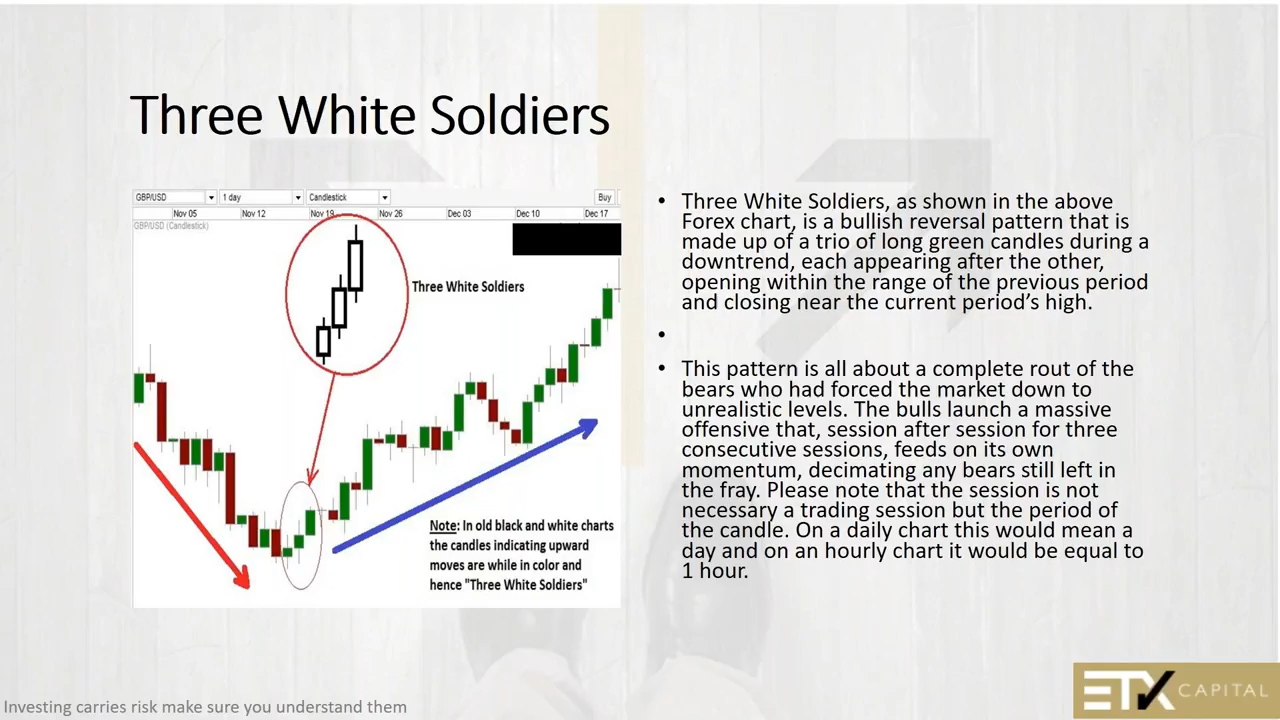 Three White Soldiers
GBP/USD
1 day
Candlestick
Buy
Nov 05
Nov 12
Nov 19
Nov 26
Dec 03
Dec 10
Dec 17
GBP/USD (Candlestick)
Three White Soldiers
Note: In old black and white charts
the candles indicating upward
moves are while in color and
hence "Three White Soldiers"
• Three White Soldiers, as shown in the above
Forex chart, is a bullish reversal pattern that is
made up of a trio of long green candles during a
downtrend, each appearing after the other,
opening within the range of the previous period
and closing near the current period’s high.
•
• This pattern is all about a complete rout of the
bears who had forced the market down to
unrealistic levels. The bulls launch a massive
offensive that, session after session for three
consecutive sessions, feeds on its own
momentum, decimating any bears still left in
the fray. Please note that the session is not
necessary a trading session but the period of
the candle. On a daily chart this would mean a
day and on an hourly chart it would be equal to
1 hour.
Investing carries risk make sure you understand them
ETX CAPITAL